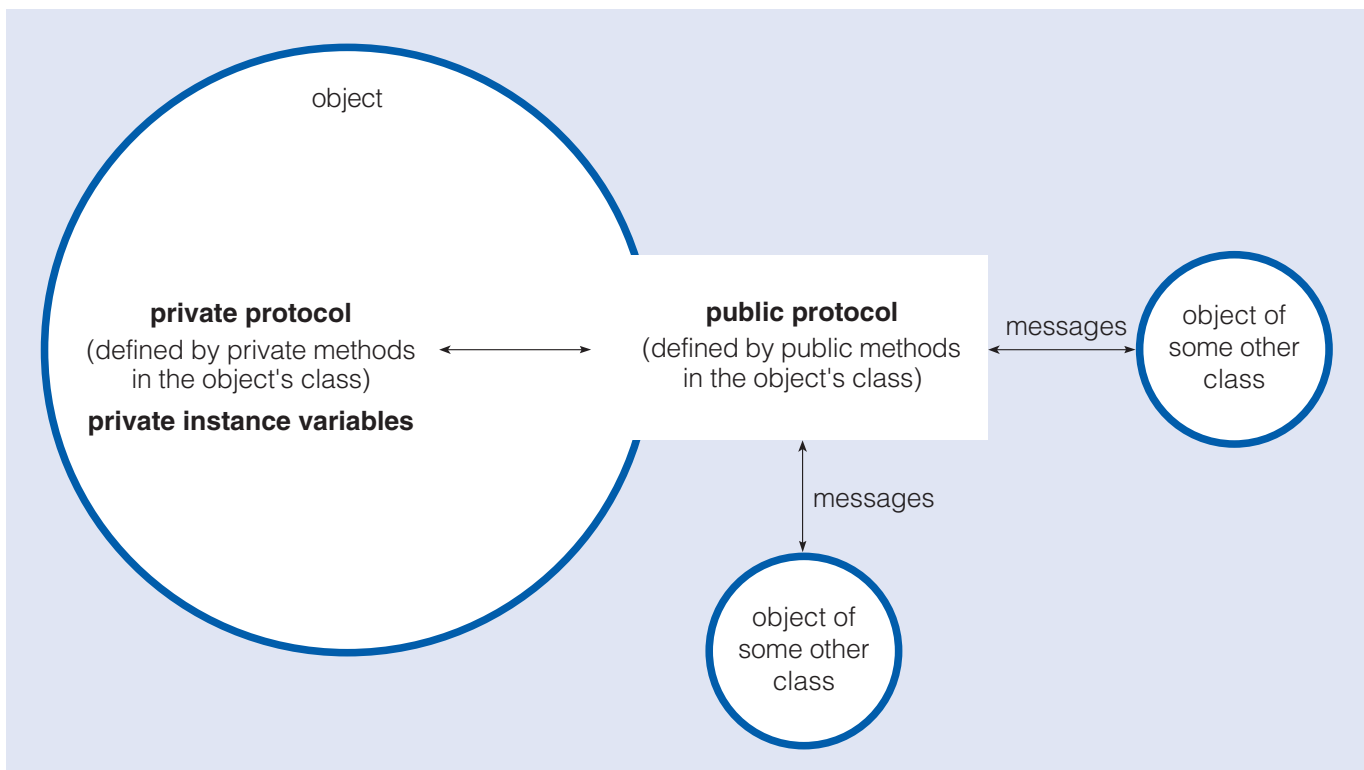 object
private protocol
(defined by private methods
in the object's class)
private instance variables
public protocol
(defined by public methods
in the object's class)
messages
object of
some other
class
messages
object of
some other
class